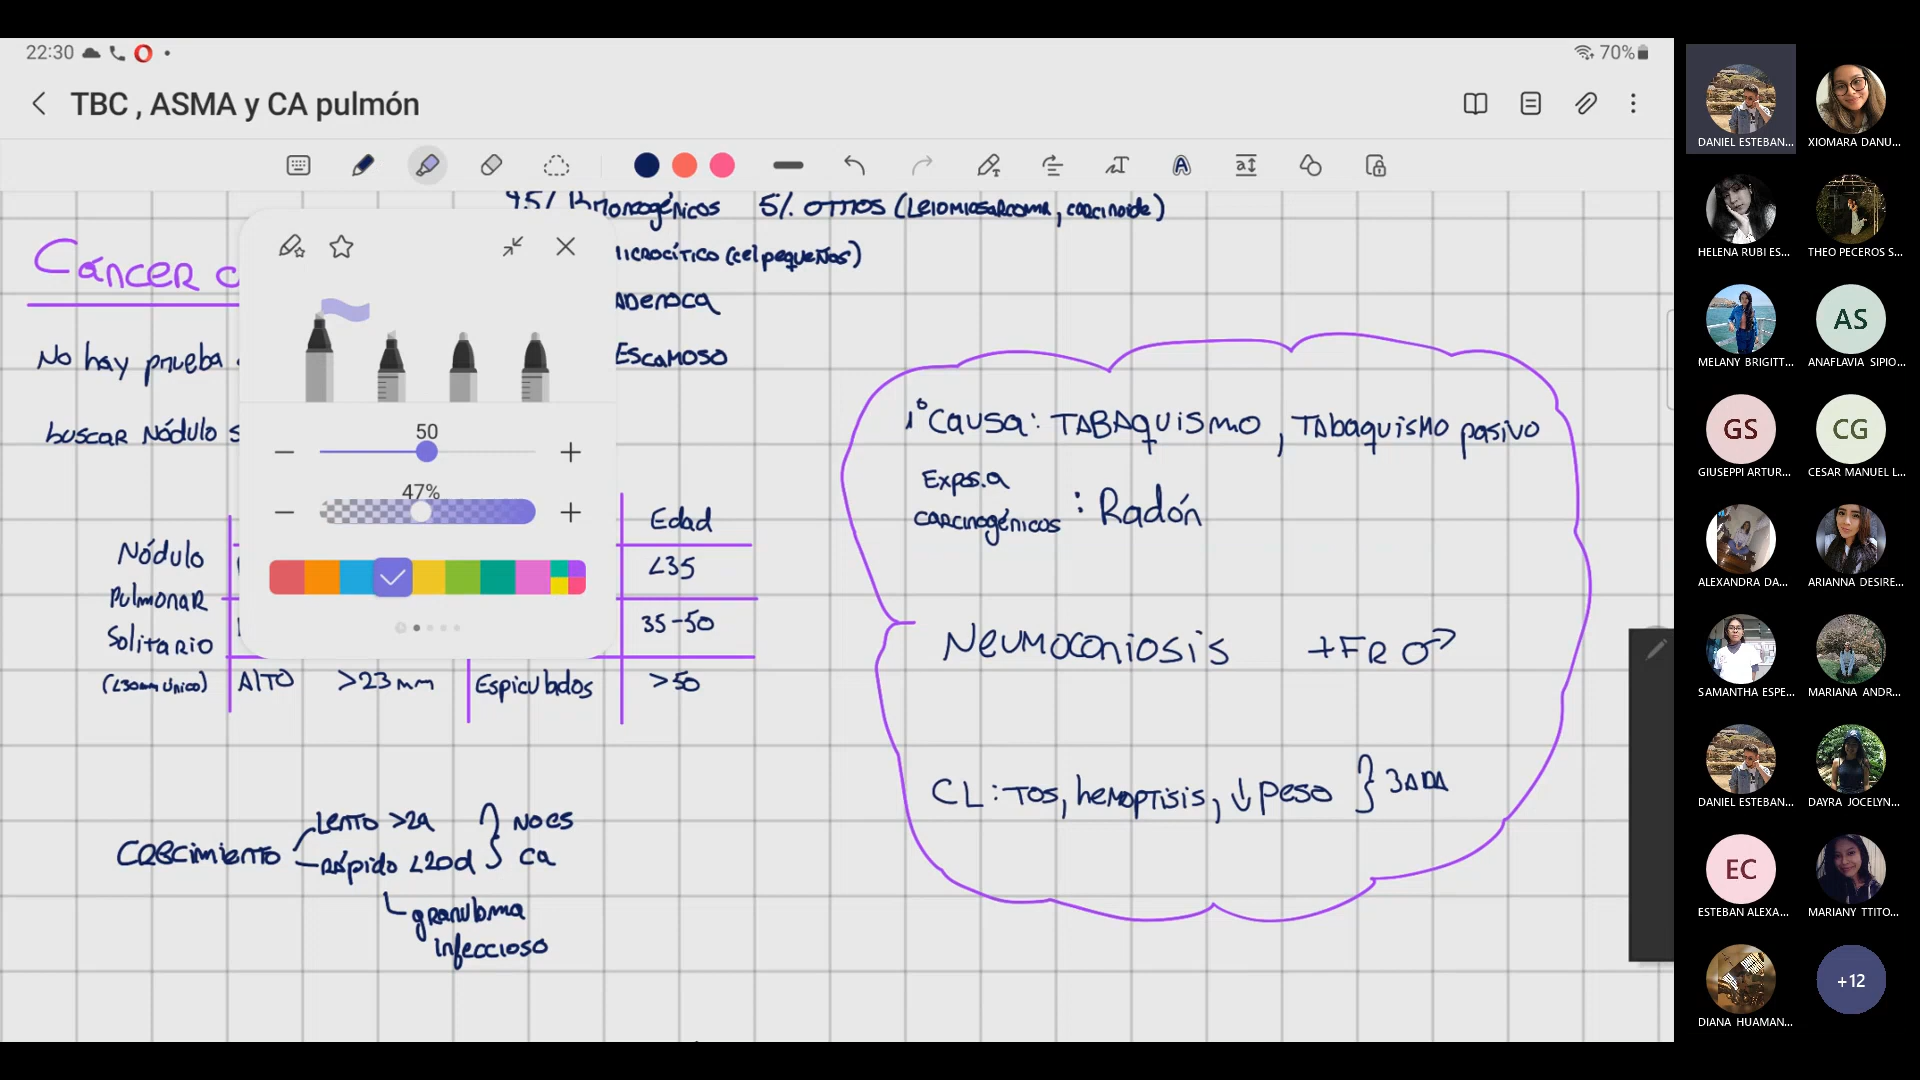 22:30
70%
TBC , ASMA y CA pulmón
95% Broncogénicos 5% OTROS (Leiomiosarcoma, carcinoide)
Microcítico (cel pequeños)
Cáncer
Adenoca
No hay prueba
Escamoso
buscar Nódulo s
50
47%
Edad
Nódulo
Pulmonar
Solitario
(<30mm único)
<35
35-50
ALTO >23 mm Espiculados >50
Crecimiento
Lento >2a
Rápido <20d
} No es
Ca
granuloma
infeccioso
1° Causa: TABAQUISMO, Tabaquismo pasivo
Expos. a
carcinogénicos : Radón
Neumoconiosis +FR ♂
CL: Tos, hemoptisis, ↓ peso }
DANIEL ESTEBAN...
XIOMARA DANU...
HELENA RUBI ES...
THEO PECEROS S...
MELANY BRIGITT...
AS
ANAFLAVIA SIPIO...
GS
GIUSEPPI ARTUR...
CG
CESAR MANUEL L...
ALEXANDRA DA...
ARIANNA DESIRE...
SAMANTHA ESPE...
MARIANA ANDR...
DANIEL ESTEBAN...
DAYRA JOCELYN...
EC
ESTEBAN ALEXA...
MARIANY TTITO...
DIANA HUAMAN...
+12